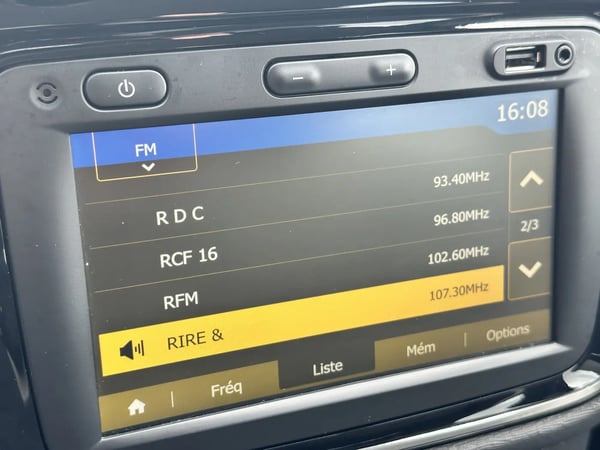 16:08
FM
R D C 93.40MHz
RCF 16 96.80MHz
2/3
RFM 102.60MHz
RIRE & 107.30MHz
Fréq Liste Mém Options